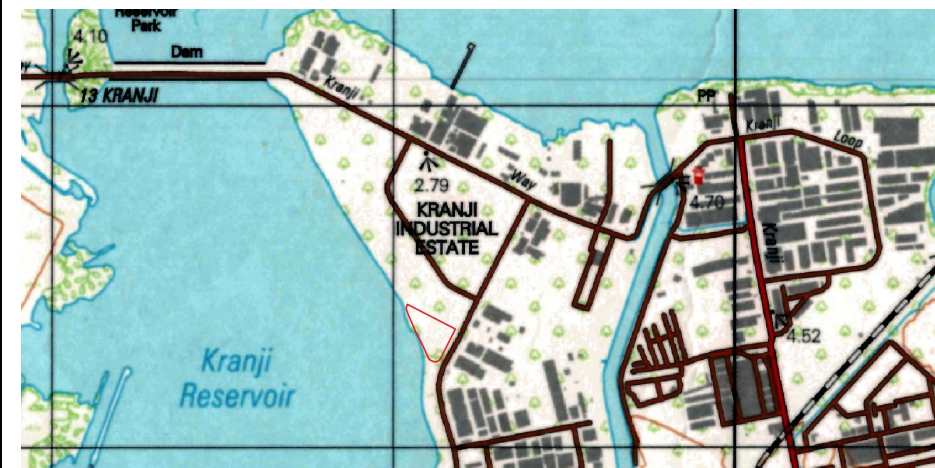 Reservoir
Park
4.10
Dam
13 KRANJI
Kranji
Way
2.79
KRANJI
INDUSTRIAL
ESTATE
PP
Kranji
Loop
4.70
Kranji
4.52
Kranji
Reservoir